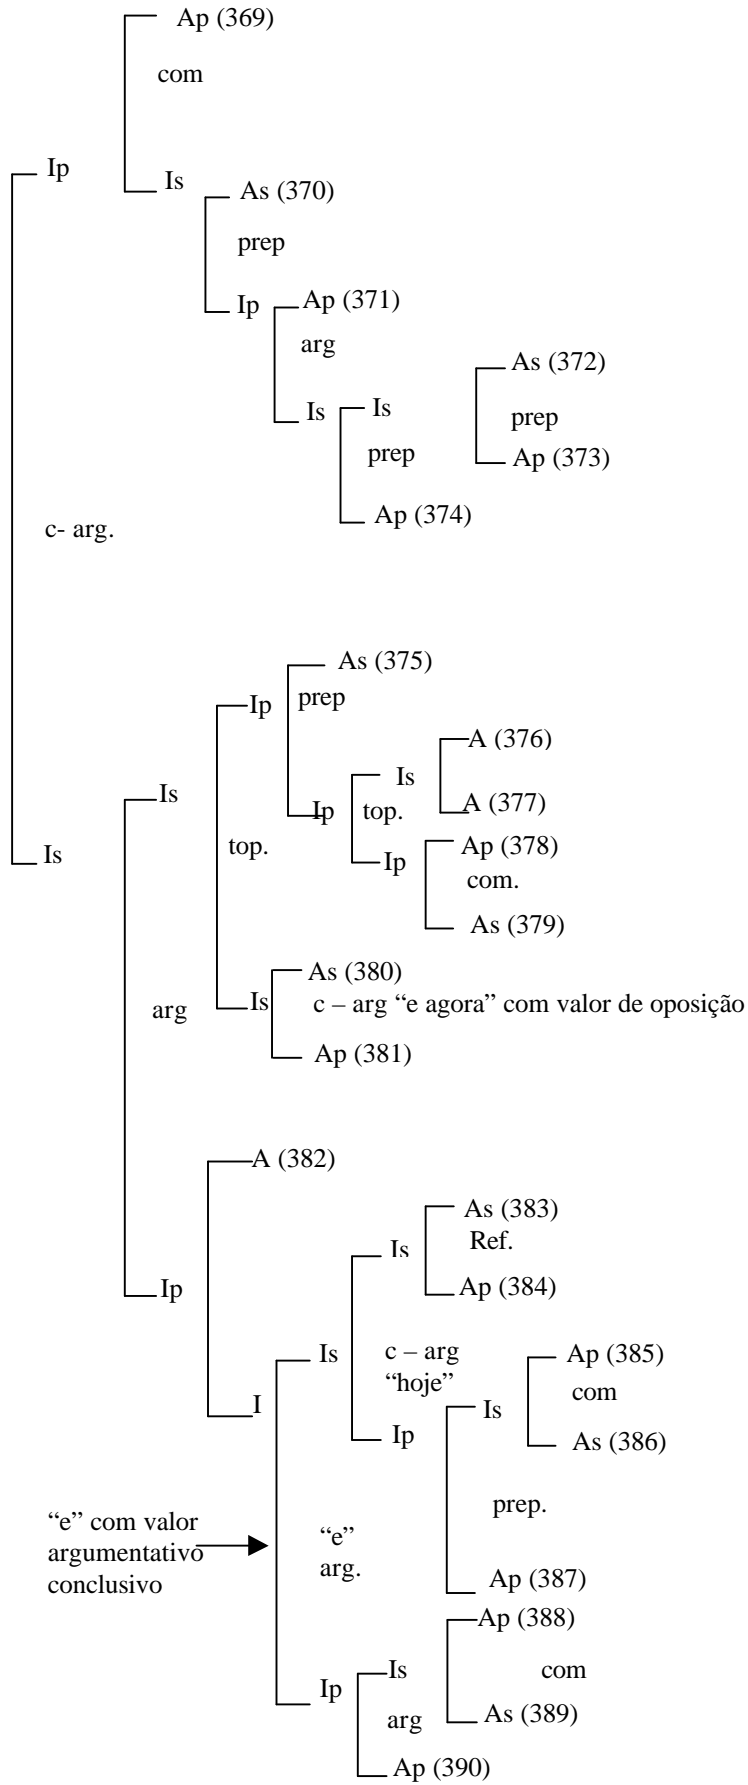 Ap (369)
com
Ip
Is
As (370)
prep
Ip
Ap (371)
arg
As (372)
Is
Is
prep
prep
Ap (373)
Ap (374)
c- arg.
As (375)
Ip
prep
A (376)
Is
Is
Ip
top.
A (377)
top.
Is
Ip
Ap (378)
com.
As (379)
As (380)
Is
arg
c – arg “e agora” com valor de oposição
Ap (381)
A (382)
As (383)
Ref.
Is
Ip
Ap (384)
Is
c – arg
“hoje”
Ap (385)
com
I
Is
Ip
As (386)
prep.
“e” com valor
argumentativo
conclusivo
“e”
arg.
Ap (387)
Ap (388)
Is
com
Ip
arg
As (389)
Ap (390)